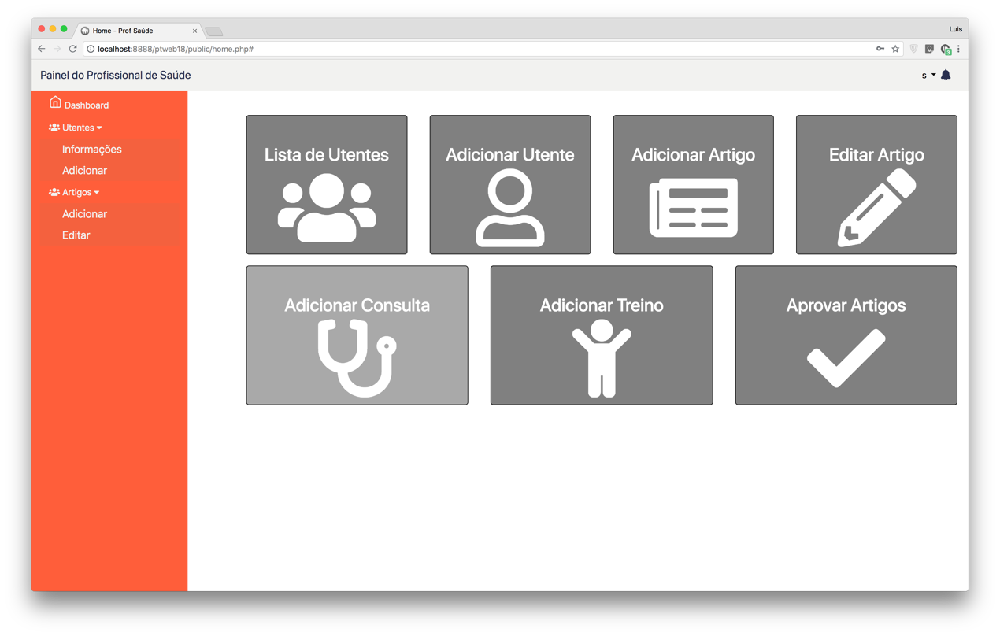 Home - Prof Saúde
Luis
localhost:8888/ptweb18/public/home.php#
3
Painel do Profissional de Saúde
s
Dashboard
Utentes
Informações
Adicionar
Artigos
Adicionar
Editar
Lista de Utentes
Adicionar Utente
Adicionar Artigo
Editar Artigo
Adicionar Consulta
Adicionar Treino
Aprovar Artigos